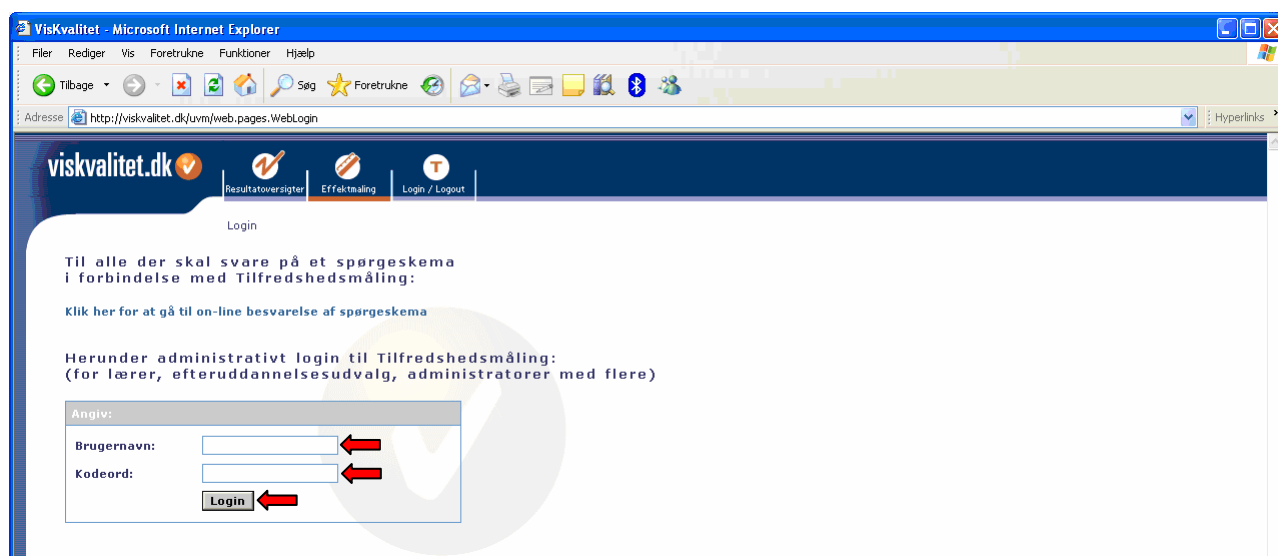 VisKvalitet - Microsoft Internet Explorer
Filer Rediger Vis Foretrukne Funktioner Hjælp
Tilbage Søg Foretrukne
Adresse http://viskvalitet.dk/uvm/web.pages.WebLogin Hyperlinks
viskvalitet.dk
T
Resultatoversigter Effektmaling Login / Logout
Login
Til alle der skal svare på et spørgeskema
i forbindelse med Tilfredshedsmåling:
Klik her for at gå til on-line besvarelse af spørgeskema
Herunder administrativt login til Tilfredshedsmåling:
(for lærer, efteruddannelsesudvalg, administratorer med flere)
Angiv:
Brugernavn:
Kodeord:
Login